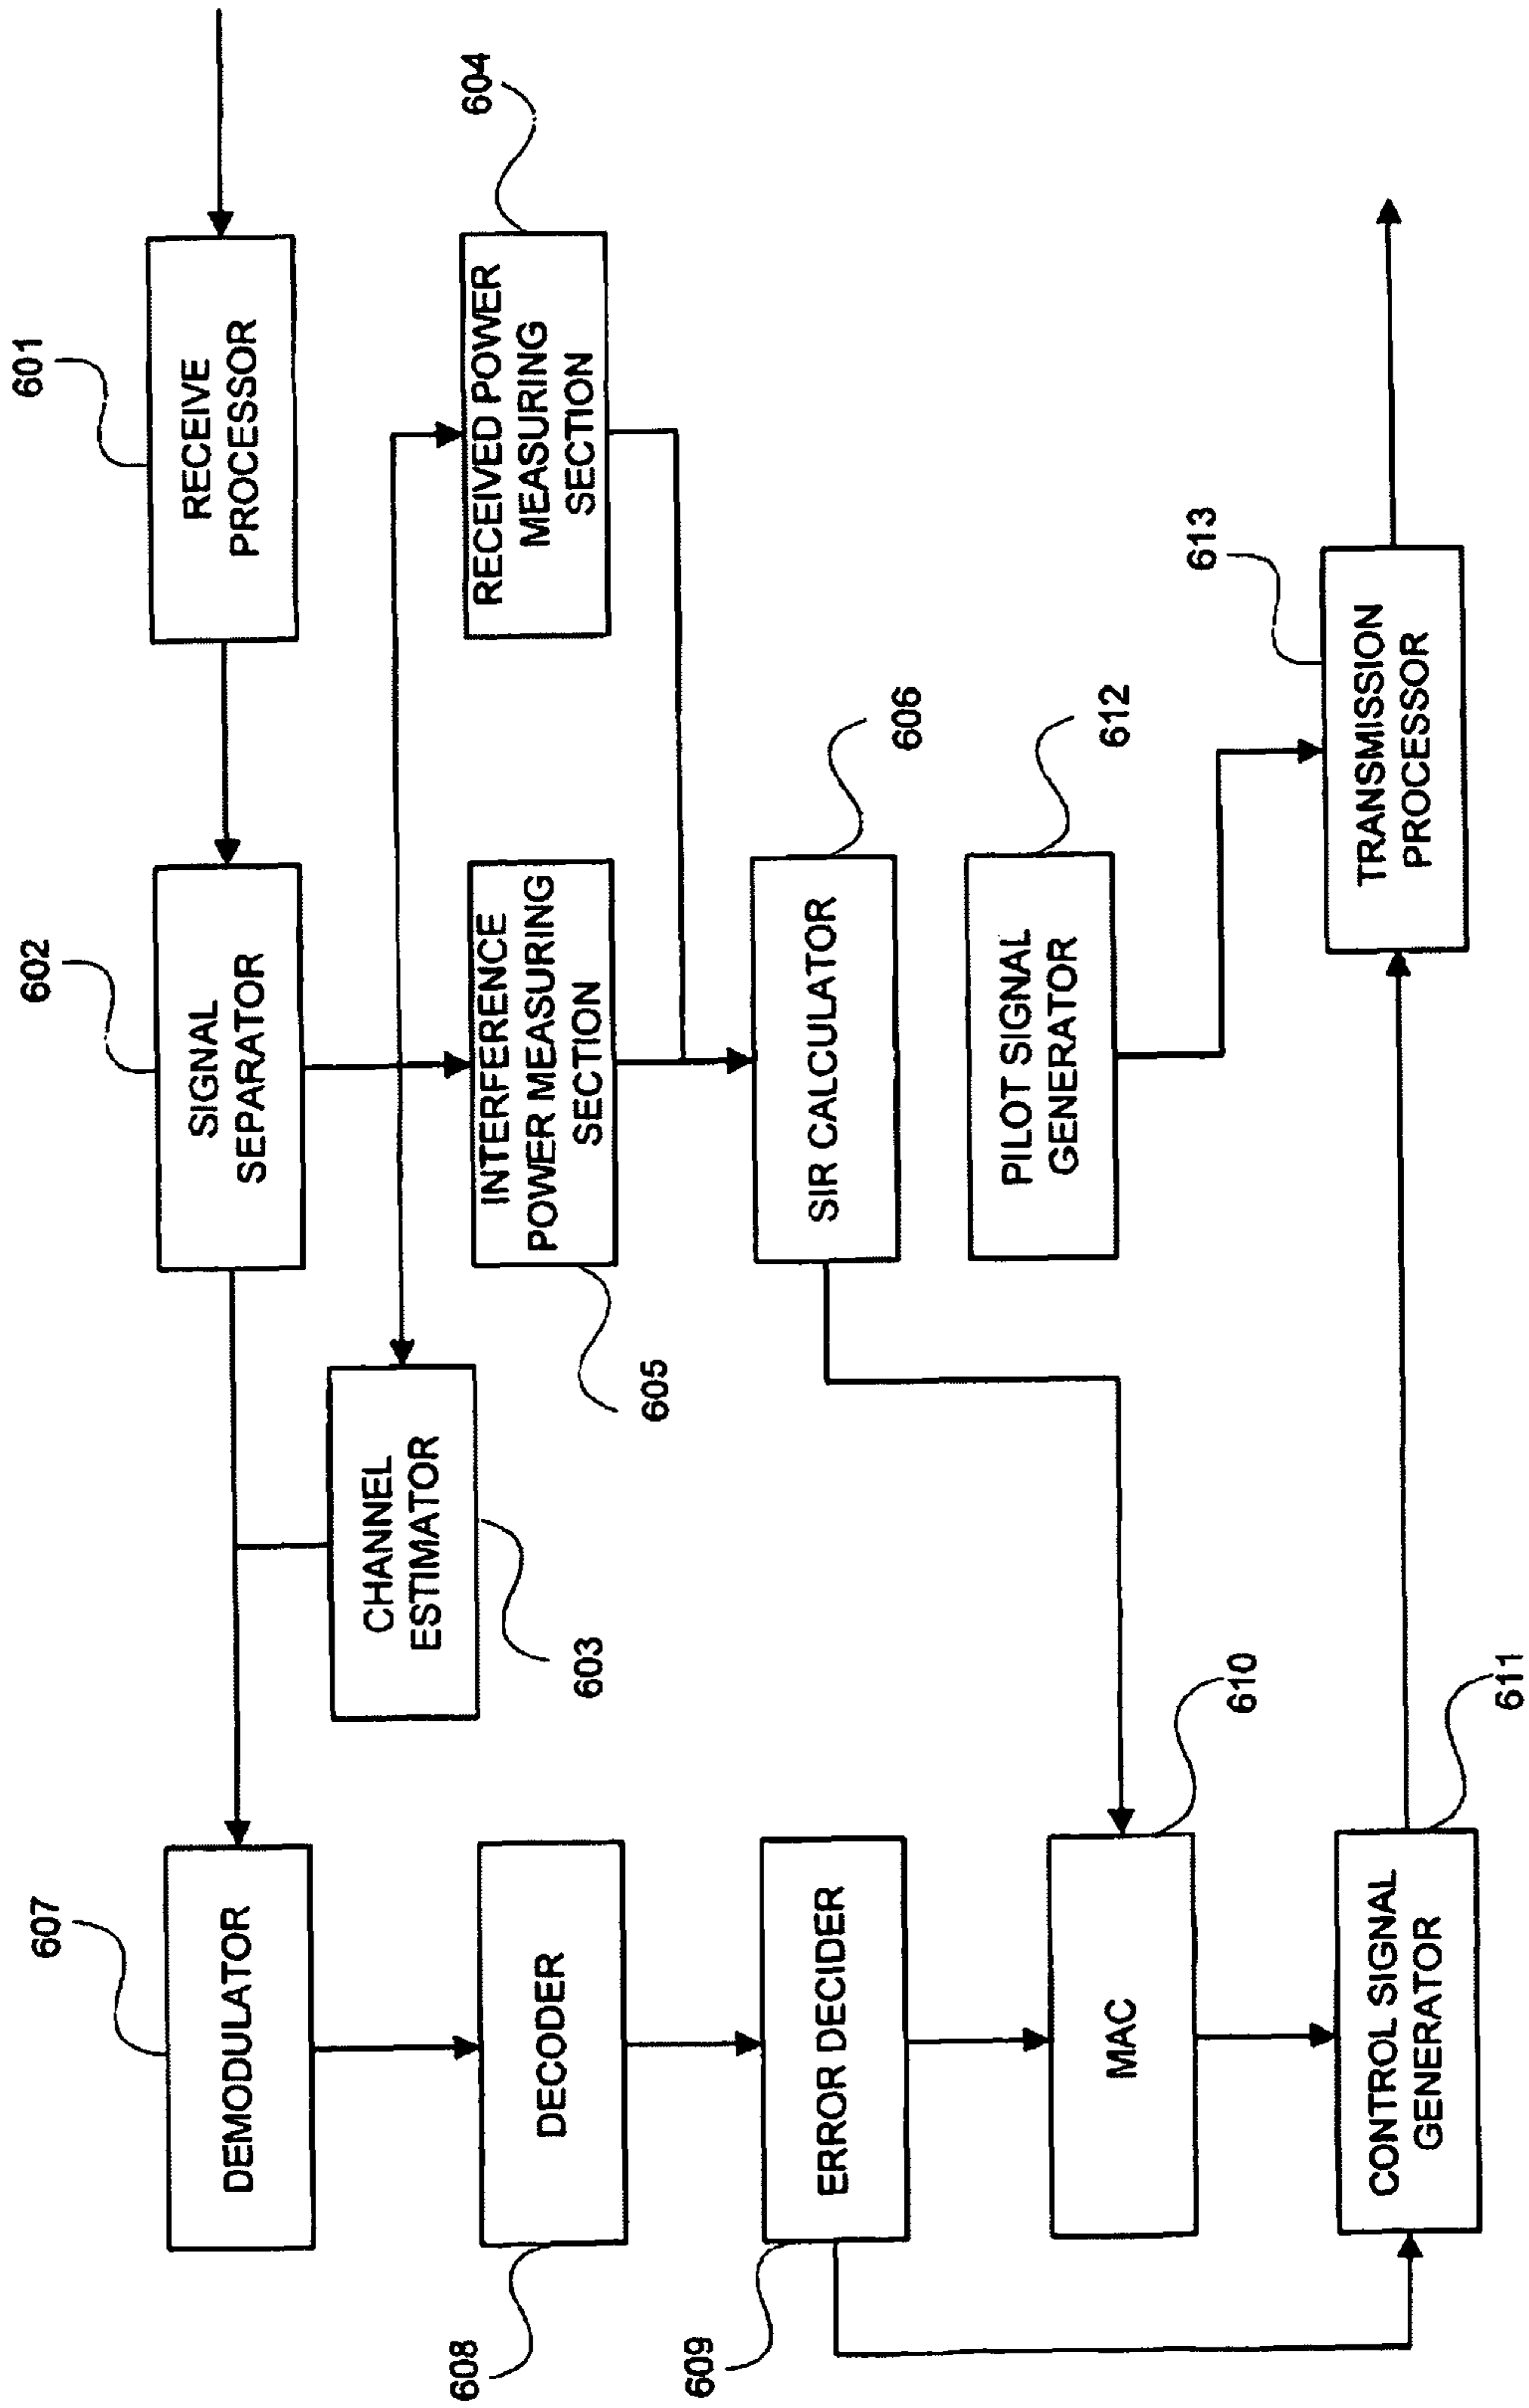 601
RECEIVE
PROCESSOR
602
SIGNAL
SEPARATOR
607
DEMODULATOR
604
RECEIVED POWER
MEASURING
SECTION
INTERFERENCE
POWER MEASURING
SECTION
605
CHANNEL
ESTIMATOR
603
DECODER
608
606
SIR CALCULATOR
ERROR DECIDER
609
612
PILOT SIGNAL
GENERATOR
610
MAC
613
TRANSMISSION
PROCESSOR
CONTROL SIGNAL
GENERATOR
611